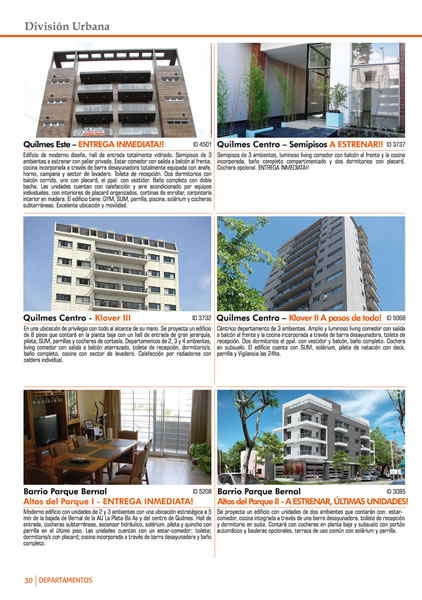 División Urbana
Quilmes Este – ENTREGA INMEDIATA!! ID 4501
Edificio de moderno diseño, hall de entrada totalmente vidriado. Semipisos de 3
ambientes a estrenar con palier privado. Estar comedor con salida a balcón al frente,
cocina incorporada a través de barra desayunadora totalmente equipada con anafe,
horno, campana y sector de lavadero. Toilete de recepción. Dos dormitorios con
balcón corrido, uno con placard, el ppal. con vestidor. Baño completo con doble
bacha. Las unidades cuentan con calefacción y aire acondicionado por equipos
individuales, con interiores de placard organizados, cortinas de enrollar, carpintería
interior en madera. El edificio tiene: GYM, SUM, parrilla, piscina, solárium y cocheras
subterráneas. Excelente ubicación y movilidad.
Quilmes Centro – Semipisos A ESTRENAR!! ID 3737
Semipisos de 3 ambientes, luminoso living comedor con balcón al frente y la cocina
incorporada, baño completo compartimentado y dos dormitorios con placard.
Cochera opcional. ENTREGA INMEDIATA!!
Quilmes Centro - Klover III ID 3732
En una ubicación de privilegio con todo al alcance de su mano. Se proyecta un edificio
de 8 pisos que contará en la planta baja con un hall de entrada de gran jerarquía,
pileta, SUM, parrillas y cocheras de cortesía. Departamentos de 2, 3 y 4 ambientes,
living comedor con salida a balcón aterrazado, toilete de recepción, dormitorio/s,
baño completo, cocina con sector de lavadero. Calefacción por radiadores con
caldera individual.
Quilmes Centro – Klover II A pasos de todo! ID 5068
Céntrico departamento de 3 ambientes. Amplio y luminoso living comedor con salida
a balcón al frente y la cocina incorporada a través de barra desayunadora, toilete de
recepción. Dos dormitorios el ppal. con vestidor y balcón, baño completo. Cochera
en subsuelo. El edificio cuenta con SUM, solárium, pileta de natación con deck,
parrilla y Vigilancia las 24hs.
Barrio Parque Bernal ID 5208
Altos del Parque I - ENTREGA INMEDIATA!
Moderno edificio con unidades de 2 y 3 ambientes con una ubicación estratégica a 5
min de la bajada de Bernal de la AU La Plata-Bs As y del centro de Quilmes. Hall de
entrada, cocheras subterráneas, ascensor hidráulico, solárium, pileta y quincho con
parrilla en el último piso. Las unidades cuentan con un estar-comedor; toilete;
dormitorio/s con placard; cocina incorporada a través de barra desayunadora y baño
completo.
Barrio Parque Bernal ID 3085
Altos del Parque II - A ESTRENAR, ÚLTIMAS UNIDADES!
Se proyecta un edificio con unidades de dos ambientes que contarán con: estar-
comedor, cocina integrada a través de una barra desayunadora, toilete de recepción
y dormitorio en suite. Contará con cocheras en planta baja y subsuelo con portón
automático y bauleras opcionales, terraza de uso común con solárium y parrilla.
30 | DEPARTAMENTOS